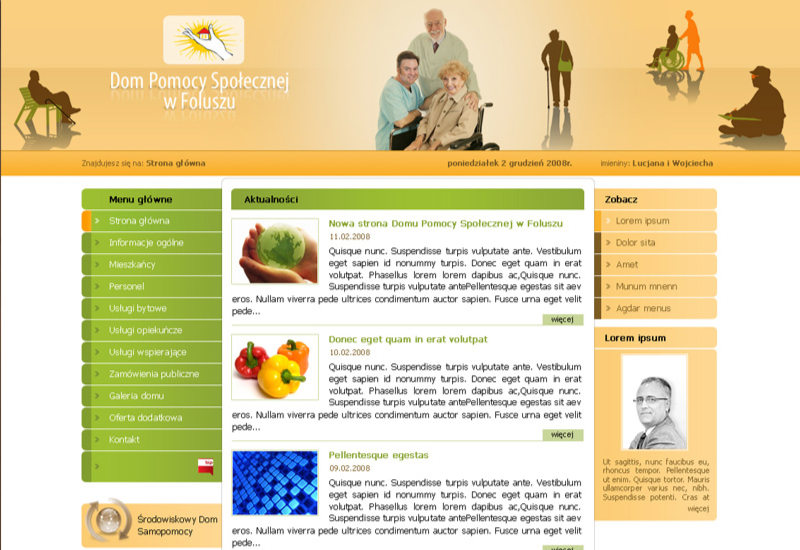 Dom Pomocy Społecznej
w Foluszu
Znajdujesz się na: Strona główna
poniedziałek 2 grudzień 2008r.
imieniny: Lucjana i Wojciecha
Menu główne
Strona główna
Informacje ogólne
Mieszkańcy
Personel
Usługi bytowe
Usługi opiekuńcze
Usługi wspierające
Zamówienia publiczne
Galeria domu
Oferta dodatkowa
Kontakt
Środowiskowy Dom
Samopomocy
Aktualności
Nowa strona Domu Pomocy Społecznej w Foluszu
11.02.2008
Quisque nunc. Suspendisse turpis vulputate ante. Vestibulum
eget sapien id nonummy turpis. Donec eget quam in erat
volutpat. Phasellus lorem lorem dapibus ac,Quisque nunc.
Suspendisse turpis vulputate antePellentesque egestas sit aev
eros. Nullam viverra pede ultrices condimentum auctor sapien. Fusce urna eget velit
pede...
więcej
Donec eget quam in erat volutpat
10.02.2008
Quisque nunc. Suspendisse turpis vulputate ante. Vestibulum
eget sapien id nonummy turpis. Donec eget quam in erat
volutpat. Phasellus lorem lorem dapibus ac,Quisque nunc.
Suspendisse turpis vulputate antePellentesque egestas sit aev
eros. Nullam viverra pede ultrices condimentum auctor sapien. Fusce urna eget velit
pede...
więcej
Pellentesque egestas
09.02.2008
Quisque nunc. Suspendisse turpis vulputate ante. Vestibulum
eget sapien id nonummy turpis. Donec eget quam in erat
volutpat. Phasellus lorem lorem dapibus ac,Quisque nunc.
Suspendisse turpis vulputate antePellentesque egestas sit aev
eros. Nullam viverra pede ultrices condimentum auctor sapien. Fusce urna eget velit
pede...
więcej
Zobacz
Lorem ipsum
Dolor sita
Amet
Munum mnenn
Agdar menus
Lorem ipsum
Ut sagittis, nunc faucibus eu,
rhoncus tempor. Pellentesque
ut enim. Quisque tortor. Mauris
ullamcorper varius nec, nibh.
Suspendisse potenti. Cras at
więcej